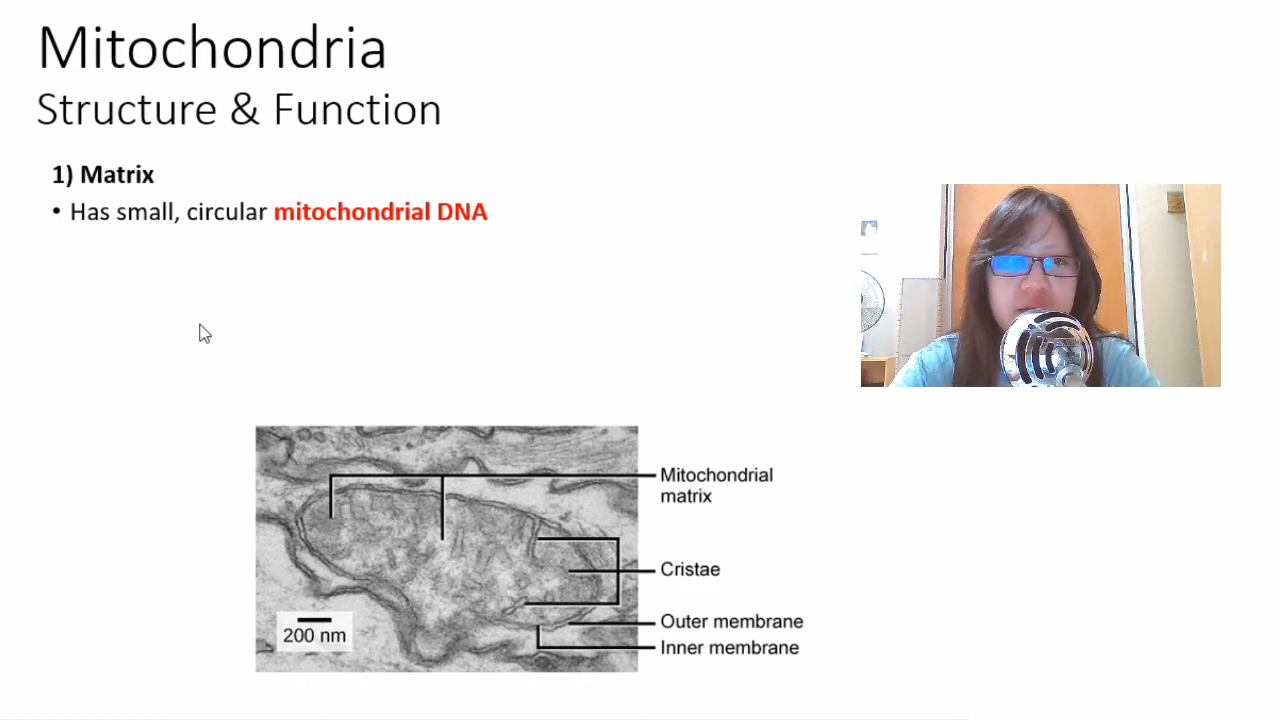 Mitochondria
Structure & Function
1) Matrix
• Has small, circular mitochondrial DNA
Mitochondrial
matrix
Cristae
Outer membrane
Inner membrane
200 nm